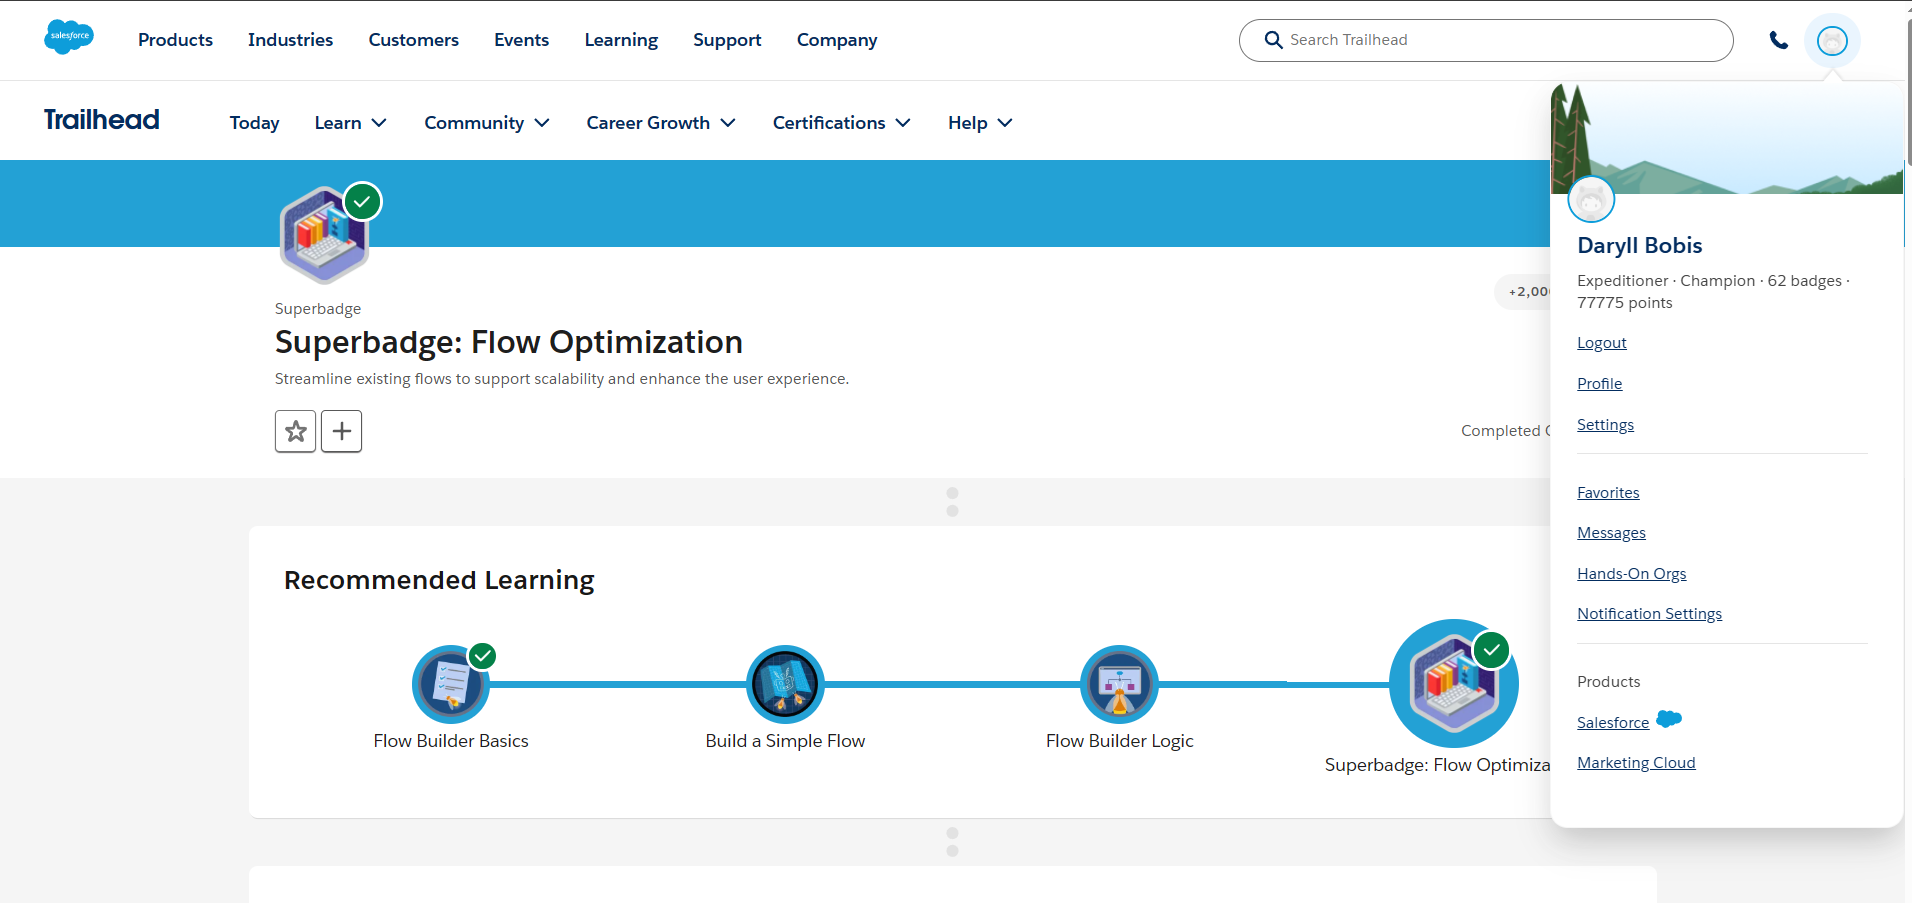 salesforce
Products Industries Customers Events Learning Support Company
Search Trailhead
Trailhead
Today Learn Community Career Growth Certifications Help
Superbadge
Superbadge: Flow Optimization
Streamline existing flows to support scalability and enhance the user experience.
+2,00
Completed
Recommended Learning
Flow Builder Basics
Build a Simple Flow
Flow Builder Logic
Superbadge: Flow Optimiza
Daryll Bobis
Expeditioner · Champion · 62 badges ·
77775 points
Logout
Profile
Settings
Favorites
Messages
Hands-On Orgs
Notification Settings
Products
Salesforce
Marketing Cloud